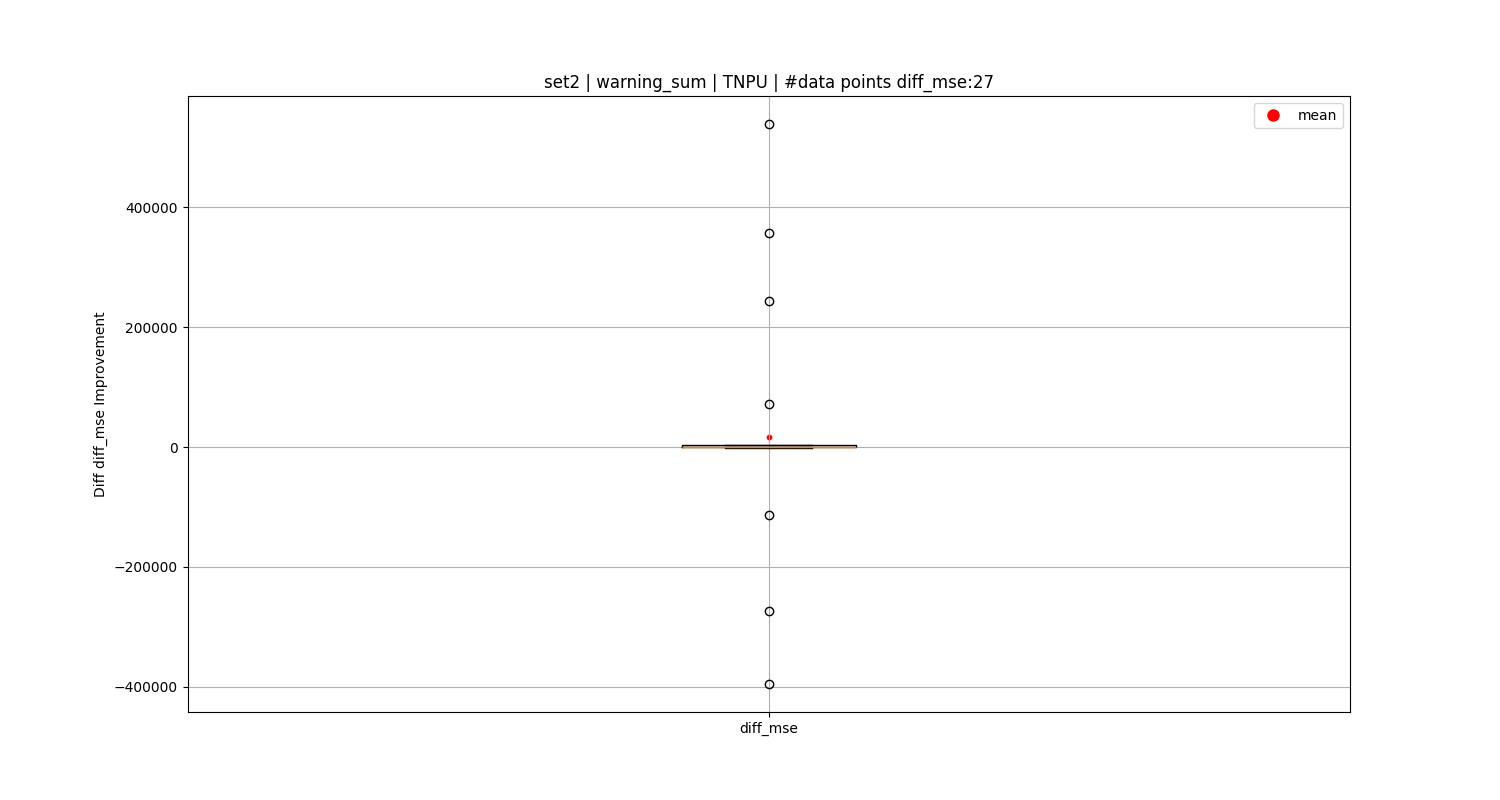 set2 | warning_sum | TNPU | #data points diff_mse:27
mean
Diff diff_mse Improvement
400000
200000
0
−200000
−400000
diff_mse